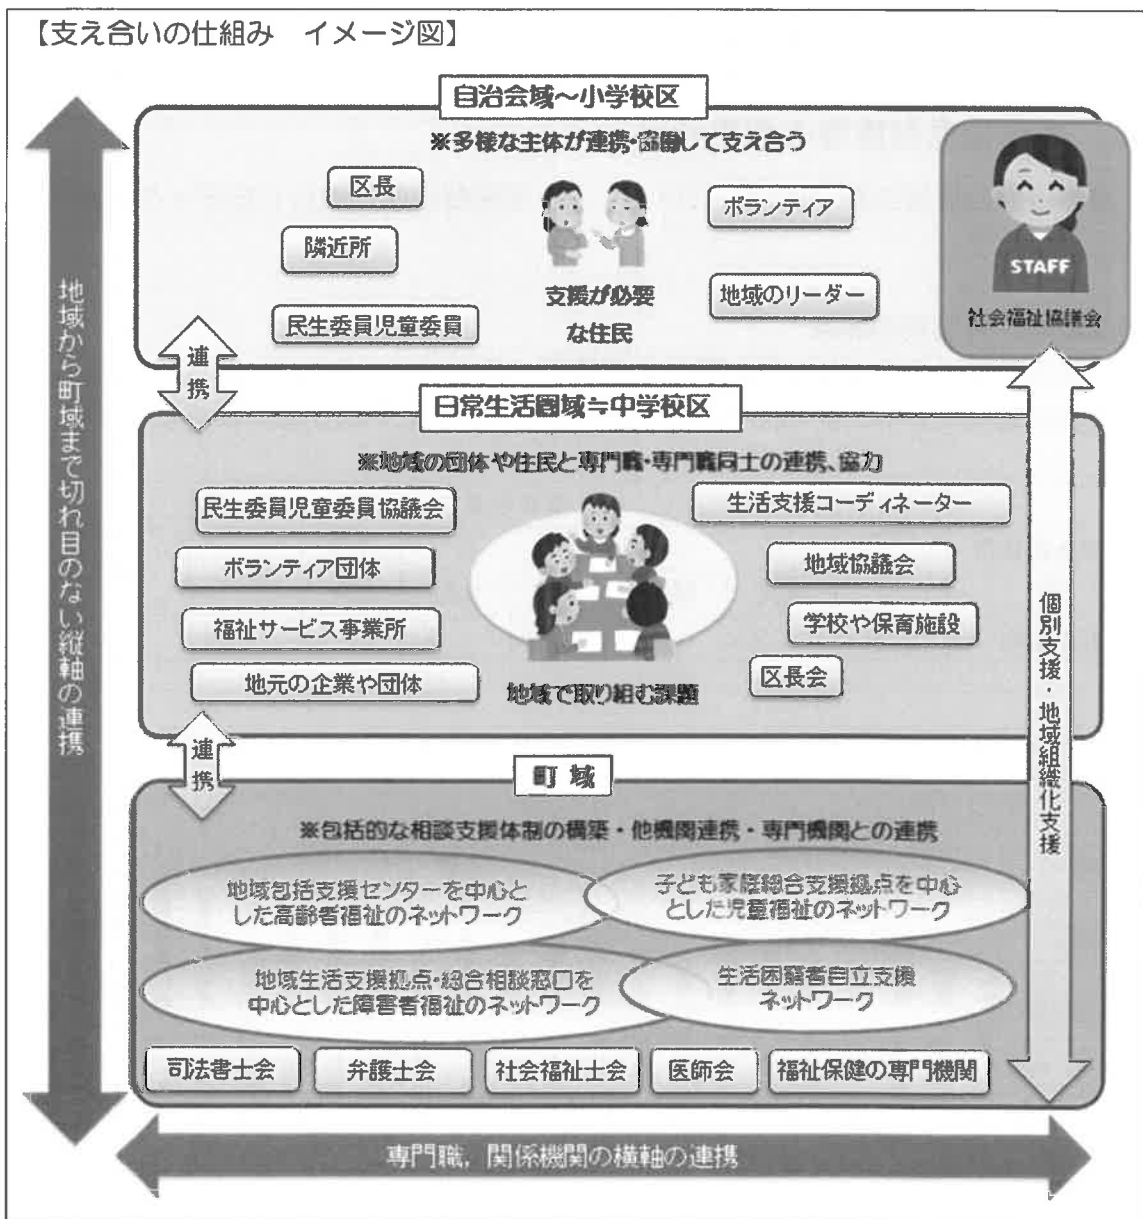 【支え合いの仕組み　イメージ図】
自治会域～小学校区
※多様な主体が連携・協働して支え合う
区長
隣近所
民生委員児童委員
支援が必要
な住民
ボランティア
地域のリーダー
STAFF
社会福祉協議会
連携
日常生活圏域≒中学校区
※地域の団体や住民と専門職・専門職同士の連携、協力
民生委員児童委員協議会
ボランティア団体
福祉サービス事業所
地元の企業や団体
地域で取り組む課題
生活支援コーディネーター
地域協議会
学校や保育施設
区長会
連携
町域
※包括的な相談支援体制の構築・他機関連携・専門機関との連携
地域包括支援センターを中心と
した高齢者福祉のネットワーク
子ども家庭総合支援拠点を中心
とした児童福祉のネットワーク
地域生活支援拠点・総合相談窓口を
中心とした障害者福祉のネットワーク
生活困窮者自立支援
ネットワーク
司法書士会
弁護士会
社会福祉士会
医師会
福祉保健の専門機関
地域から町域まで切れ目のない縦軸の連携
個別支援・地域組織化支援
専門職，関係機関の横軸の連携